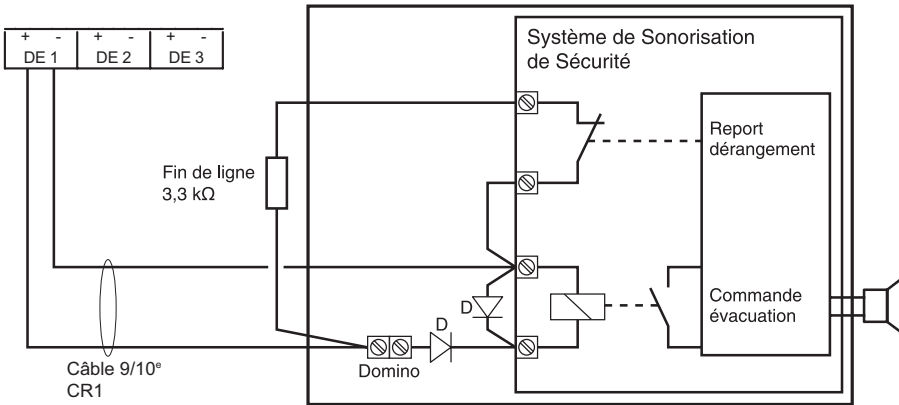 + - + - + -
DE 1 DE 2 DE 3
Système de Sonorisation
de Sécurité
Report
dérangement
Fin de ligne
3,3 kΩ
D
D
Commande
évacuation
Domino
Câble 9/10e
CR1